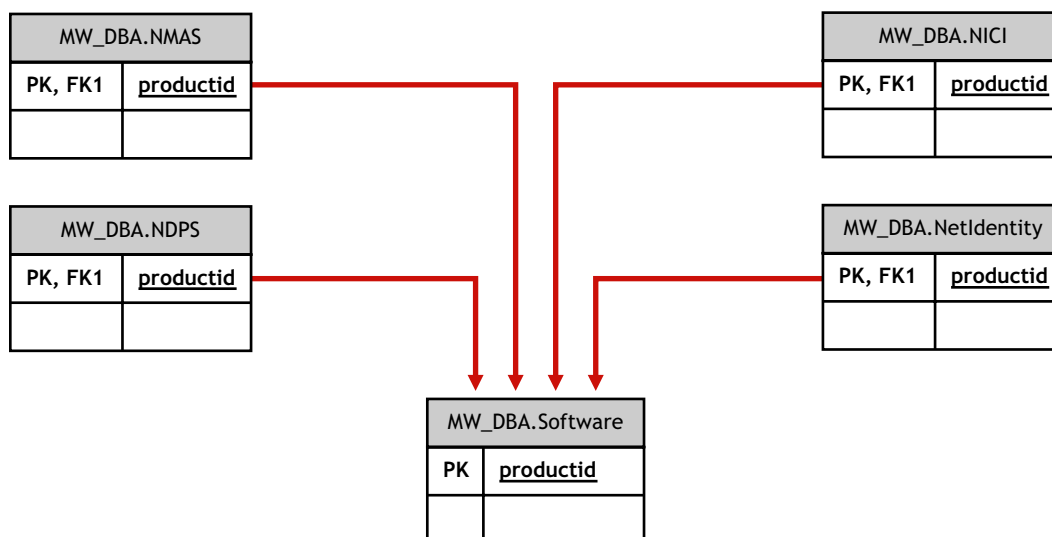 MW_DBA.NMAS
PK, FK1 productid
MW_DBA.NICI
PK, FK1 productid
MW_DBA.NDPS
PK, FK1 productid
MW_DBA.NetIdentity
PK, FK1 productid
MW_DBA.Software
PK productid